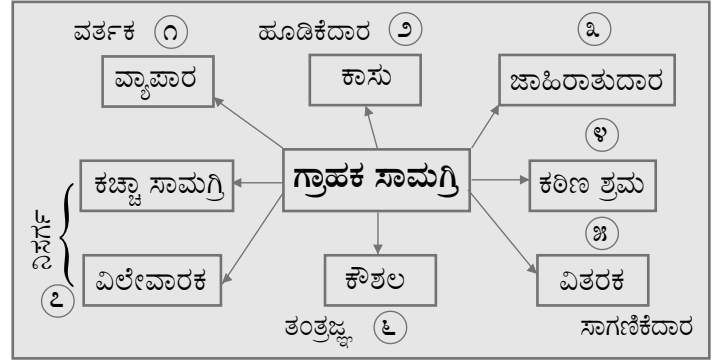 ವರ್ತಕ ೧ ಹೂಡಿಕೆದಾರ ೨ ೩
ವ್ಯಾಪಾರ ಕಾಸು ಜಾಹಿರಾತುದಾರ
೪
ಕಚ್ಚಾ ಸಾಮಗ್ರಿ ಗ್ರಾಹಕ ಸಾಮಗ್ರಿ ಕಠಿಣ ಶ್ರಮ
ನಿಸರ್ಗ ೫
ವಿಲೇವಾರಕ ಕೌಶಲ ವಿತರಕ
೭
ತಂತ್ರಜ್ಞ ೬ ಸಾಗಣಿಕೆದಾರ